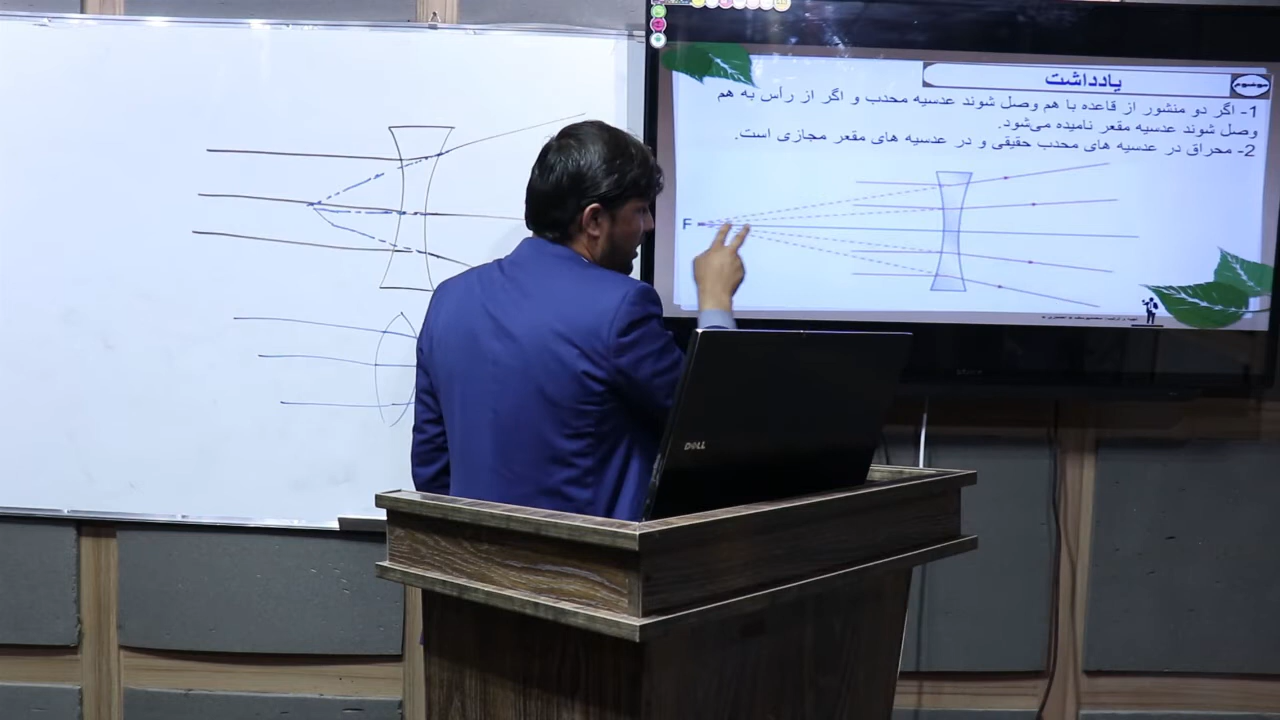 یادداشت
1- اگر دو منشور از قاعده با هم وصل شوند عدسیه محدب و اگر از رأس به هم
وصل شوند عدسیه مقعر نامیده می‌شود.
2- محراق در عدسیه های محدب حقیقی و در عدسیه های مقعر مجازی است.
F
DELL